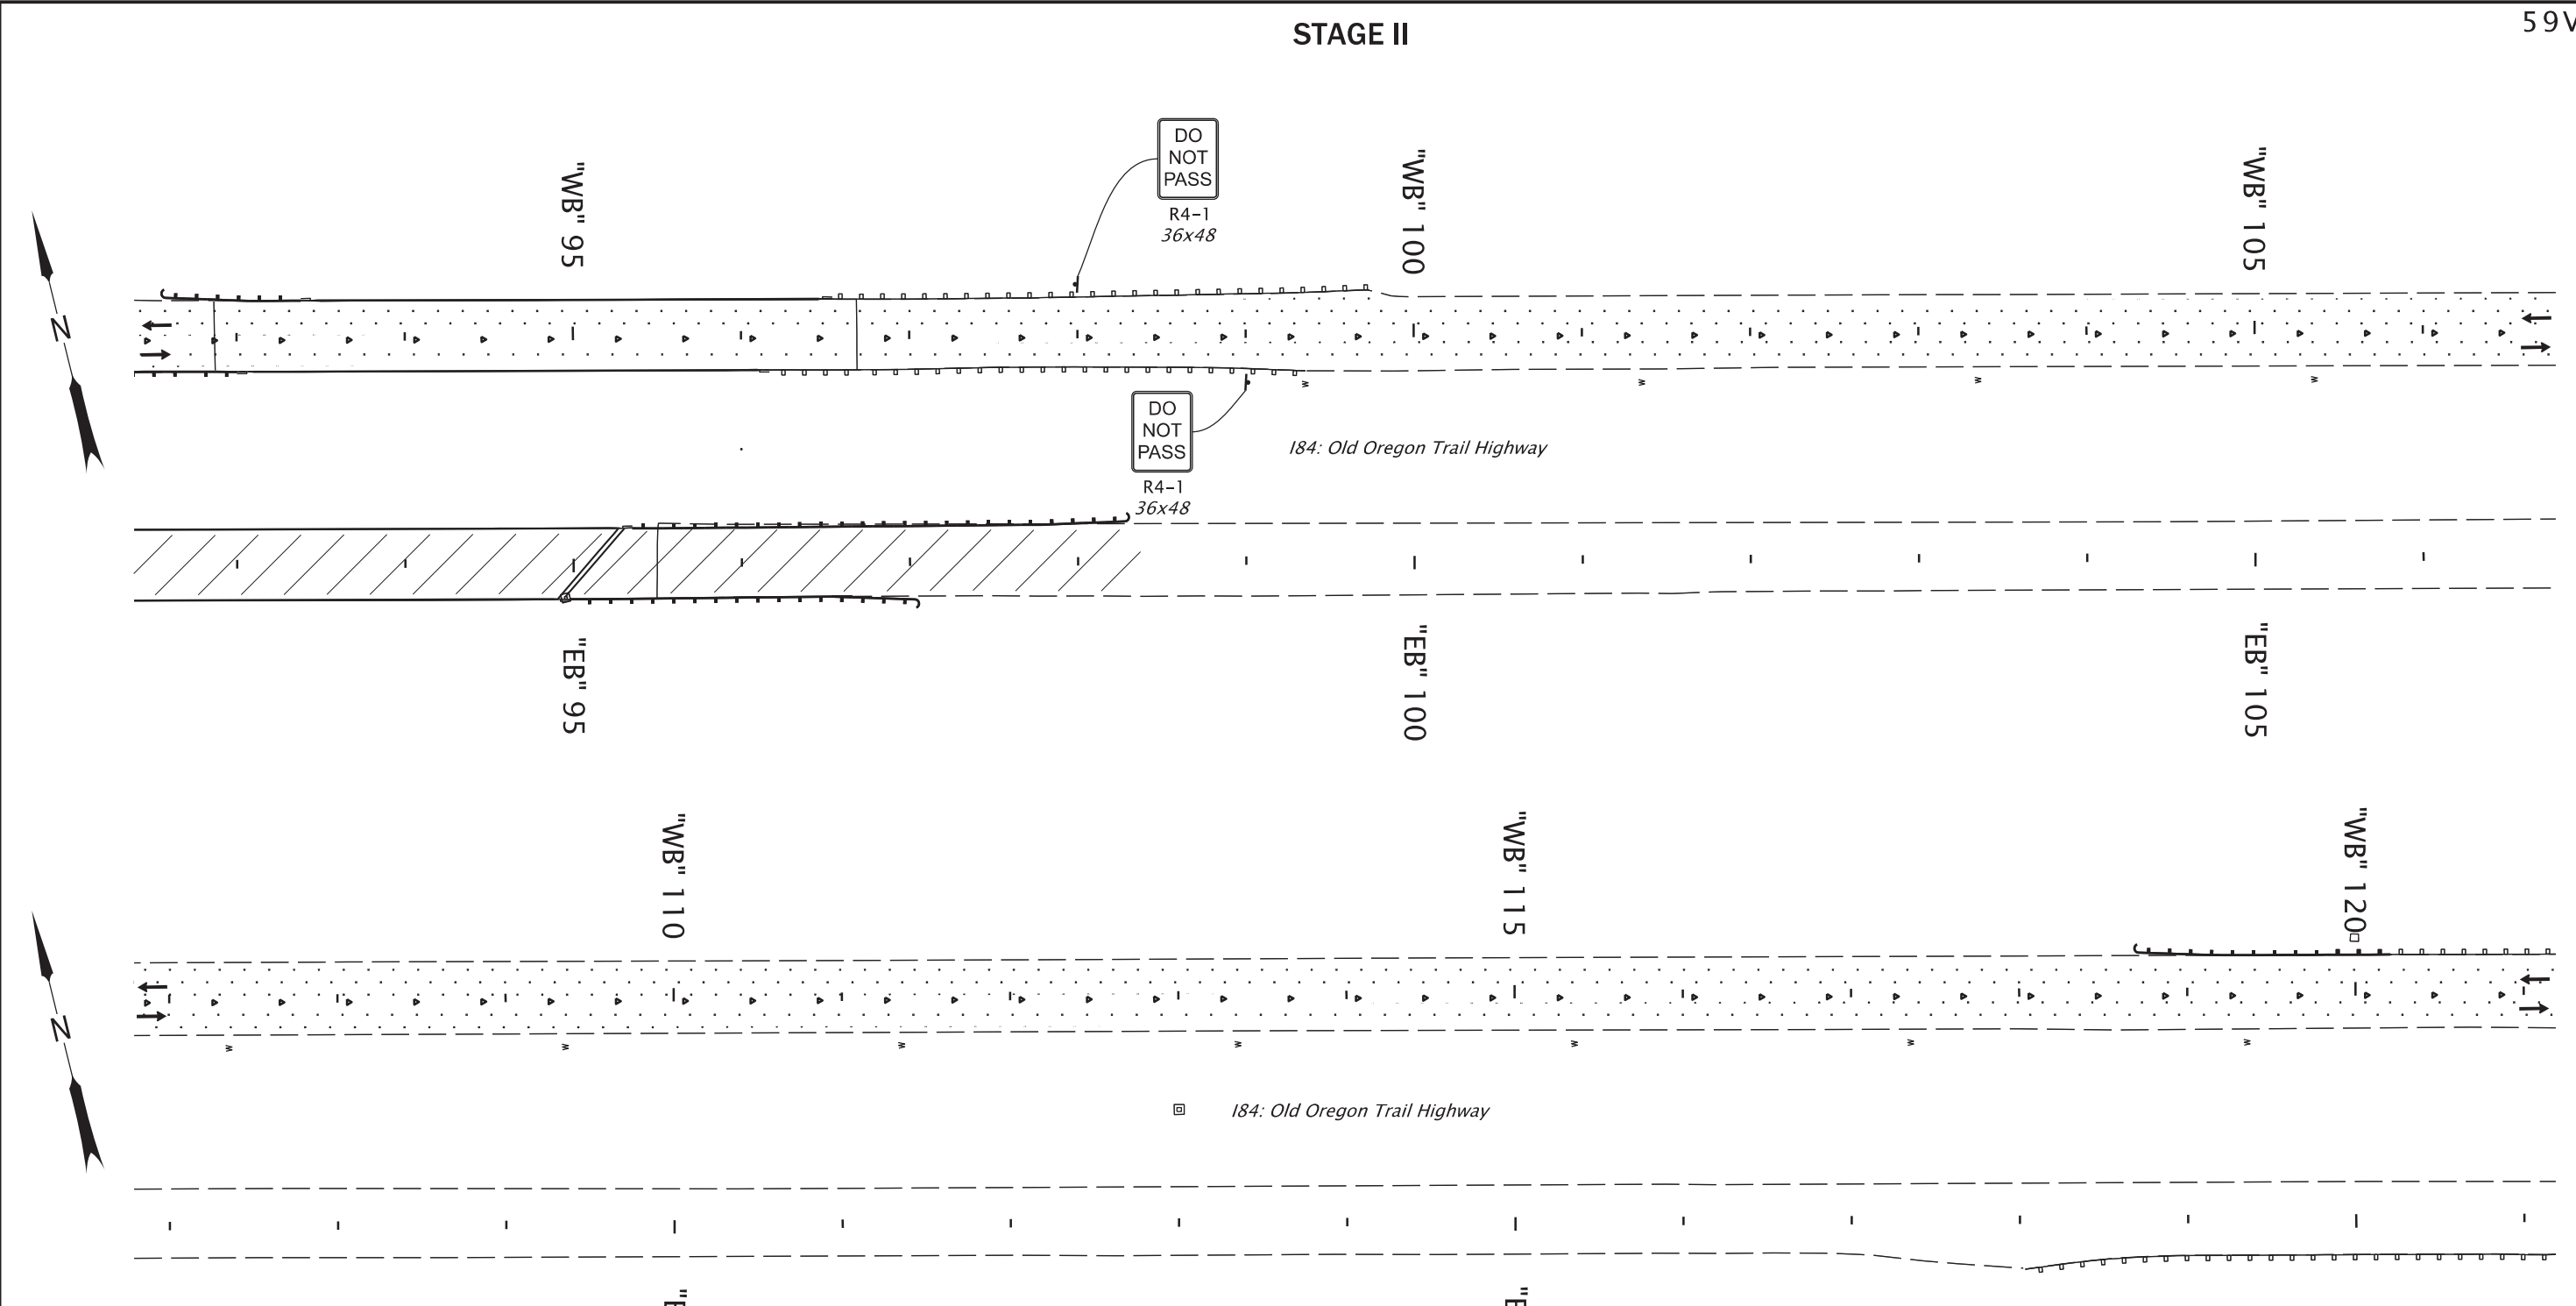 STAGE II
59V
DO
NOT
PASS
R4-1
36x48
"WB" 95
"WB" 100
"WB" 105
N
DO
NOT
PASS
R4-1
36x48
I84: Old Oregon Trail Highway
"EB" 95
"EB" 100
"EB" 105
"WB" 110
"WB" 115
"WB" 120
N
I84: Old Oregon Trail Highway